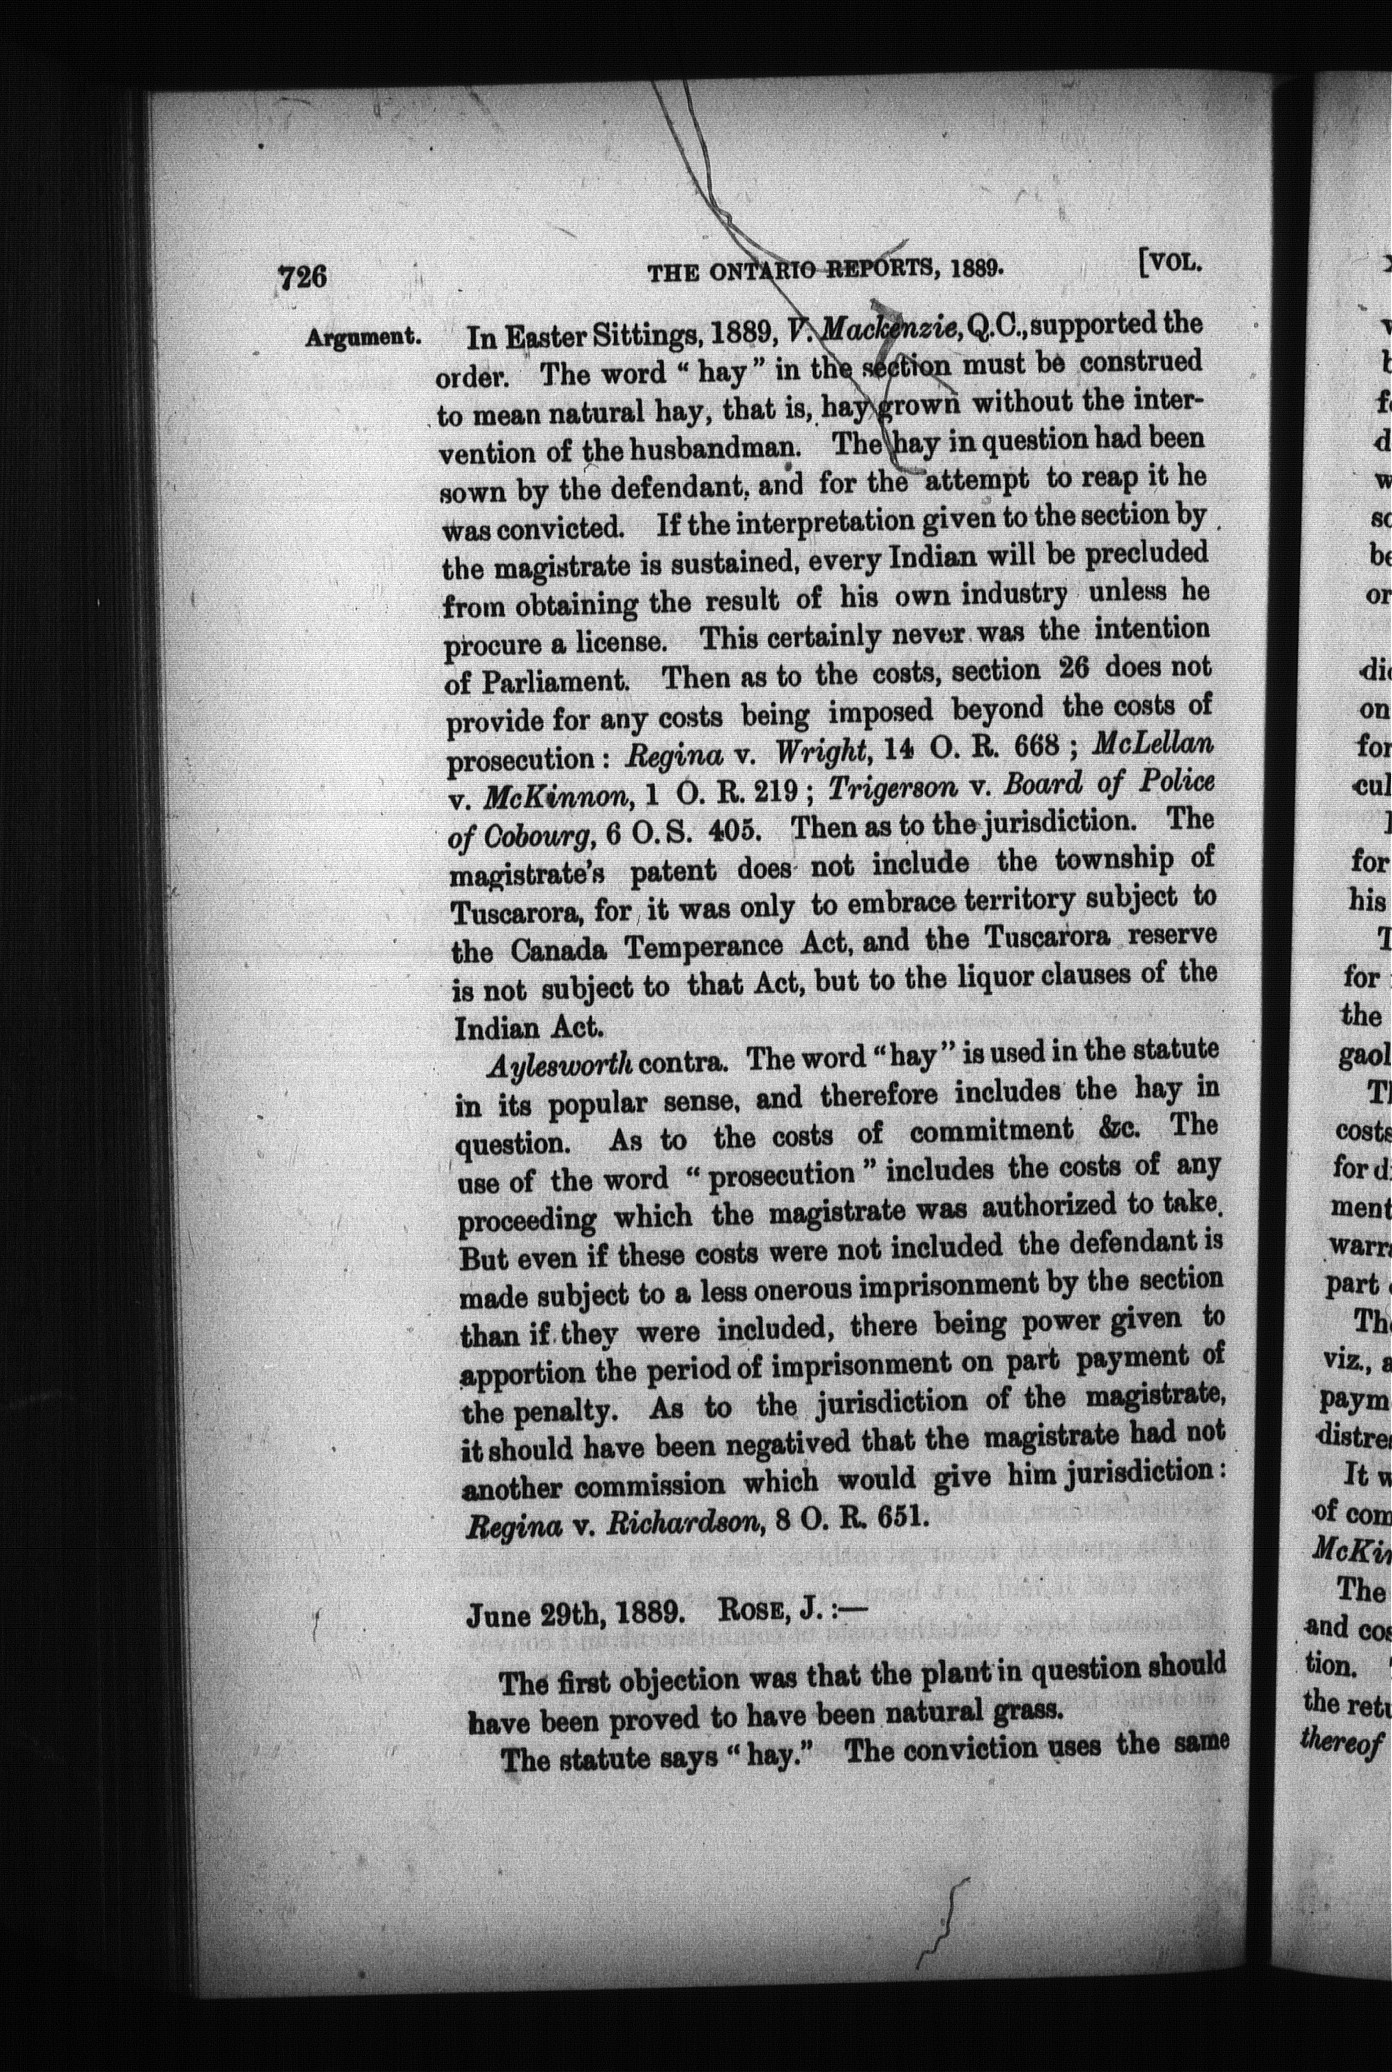 726
THE ONTARIO REPORTS, 1889.
[VOL.
Argument.
In Easter Sittings, 1889, V. Mackenzie, Q.C., supported the
order. The word “ hay ” in the section must be construed
to mean natural hay, that is, hay grown without the inter-
vention of the husbandman. The hay in question had been
sown by the defendant, and for the attempt to reap it he
was convicted. If the interpretation given to the section by
the magistrate is sustained, every Indian will be precluded
from obtaining the result of his own industry unless he
procure a license. This certainly never was the intention
of Parliament. Then as to the costs, section 26 does not
provide for any costs being imposed beyond the costs of
prosecution : Regina v. Wright, 14 O. R. 668 ; McLellan
v. McKinnon, 1 O. R. 219 ; Trigerson v. Board of Police
of Cobourg, 6 O. S. 405. Then as to the jurisdiction. The
magistrate's patent does not include the township of
Tuscarora, for it was only to embrace territory subject to
the Canada Temperance Act, and the Tuscarora reserve
is not subject to that Act, but to the liquor clauses of the
Indian Act.
Aylesworth contra. The word “hay” is used in the statute
in its popular sense, and therefore includes the hay in
question. As to the costs of commitment &c. The
use of the word “ prosecution ” includes the costs of any
proceeding which the magistrate was authorized to take.
But even if these costs were not included the defendant is
made subject to a less onerous imprisonment by the section
than if they were included, there being power given to
apportion the period of imprisonment on part payment of
the penalty. As to the jurisdiction of the magistrate,
it should have been negatived that the magistrate had not
another commission which would give him jurisdiction :
Regina v. Richardson, 8 O. R. 651.
June 29th, 1889. ROSE, J. :—
The first objection was that the plant in question should
have been proved to have been natural grass.
The statute says “ hay.” The conviction uses the same
for
his
for
the
gaol
costs
part
viz.,
It
The
and
tion.
thereof